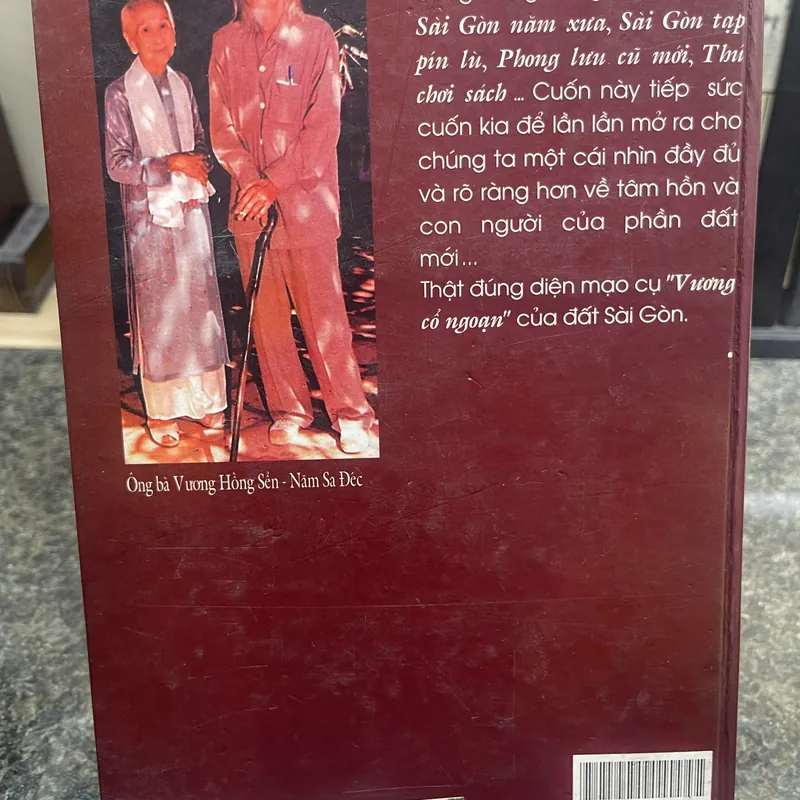 Sài Gòn năm xưa, Sài Gòn tạp
pín lù, Phong lưu cũ mới, Thú
chơi sách ... Cuốn này tiếp sức
cuốn kia để lần lần mở ra cho
chúng ta một cái nhìn đầy đủ
và rõ ràng hơn về tâm hồn và
con người của phần đất
mới...
Thật đúng diện mạo cụ "Vương
cổ ngoạn" của đất Sài Gòn.
Ông bà Vương Hồng Sển - Năm Sa Đéc